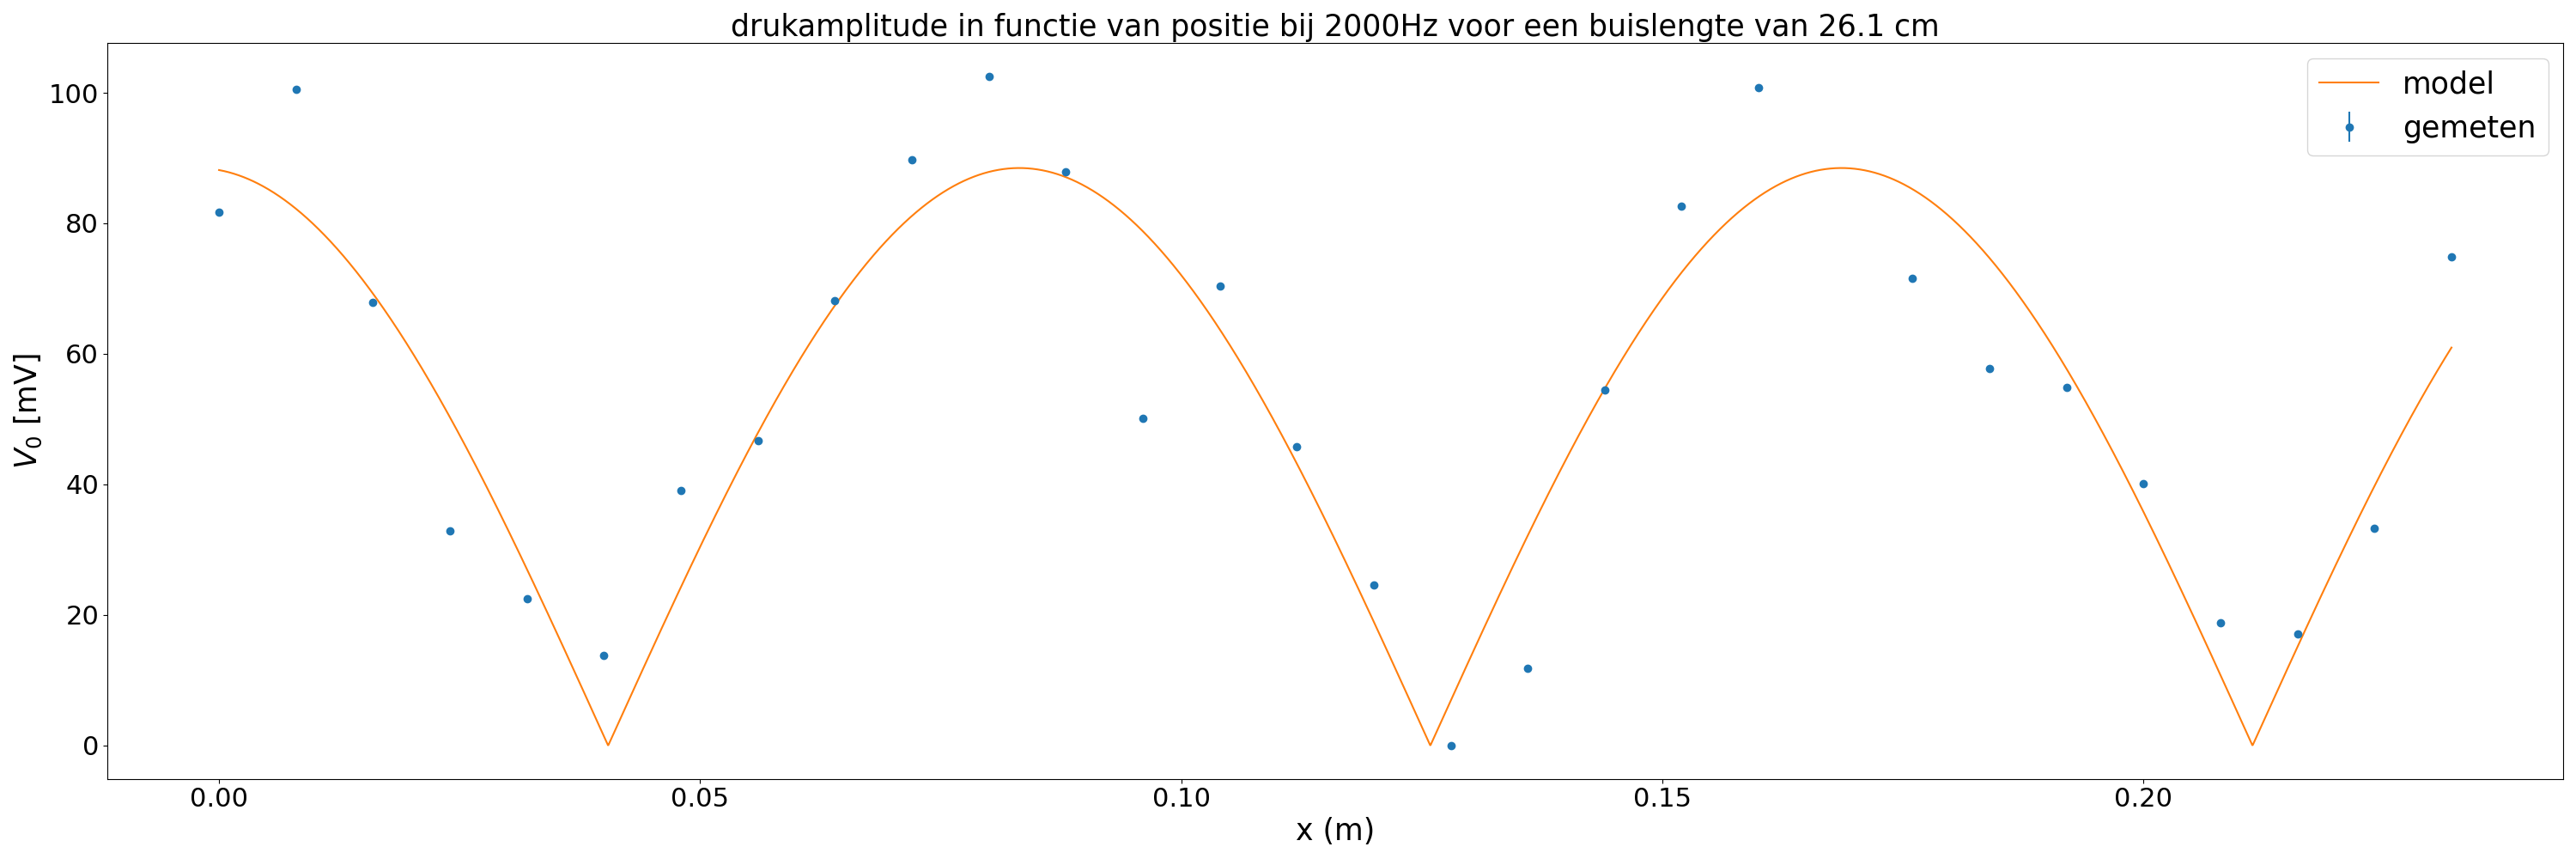 drukamplitude in functie van positie bij 2000Hz voor een buislengte van 26.1 cm
model
gemeten
100
80
60
40
20
0
V₀ [mV]
0.00 0.05 0.10 0.15 0.20
x (m)